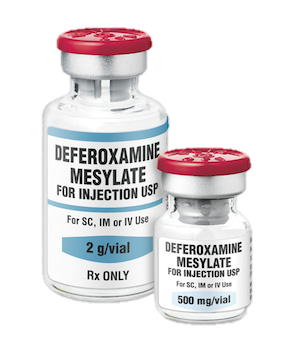 DEFEROXAMINE
MESYLATE
FOR INJECTION USP
For SC, IM or IV Use
2 g/vial
Rx ONLY
DEFEROXAMINE
MESYLATE
FOR INJECTION USP
For SC, IM or IV Use
500 mg/vial